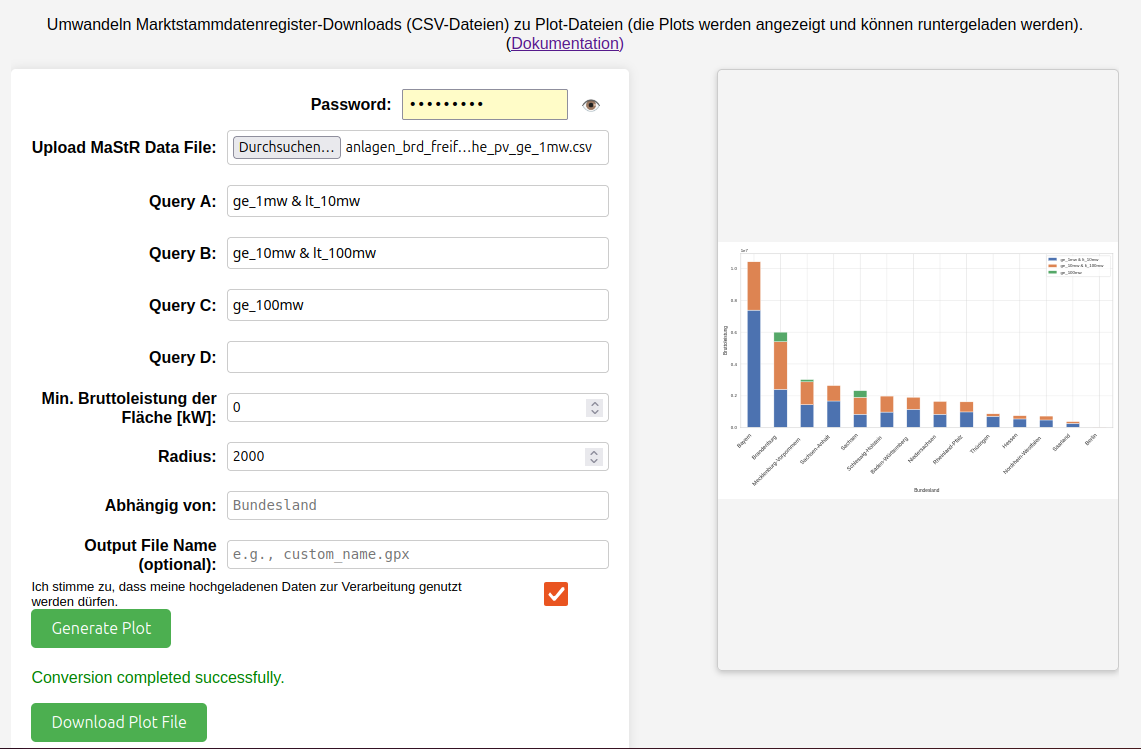 Umwandeln Marktstammdatenregister-Downloads (CSV-Dateien) zu Plot-Dateien (die Plots werden angezeigt und können runtergeladen werden).
(Dokumentation)
Password:
Upload MaStR Data File: Durchsuchen... anlagen_brd_freif...he_pv_ge_1mw.csv
Query A: ge_1mw & lt_10mw
Query B: ge_10mw & lt_100mw
Query C: ge_100mw
Query D:
Min. Bruttoleistung der
Fläche [kW]: 0
Radius: 2000
Abhängig von: Bundesland
Output File Name
(optional): e.g., custom_name.gpx
Ich stimme zu, dass meine hochgeladenen Daten zur Verarbeitung genutzt
werden dürfen.
Generate Plot
Conversion completed successfully.
Download Plot File
1e7
ge_1mw & lt_10mw
ge_10mw & lt_100mw
ge_100mw
1.0
0.8
0.6
0.4
0.2
0.0
Bruttoleistung
Bayern
Brandenburg
Mecklenburg-Vorpommern
Sachsen-Anhalt
Sachsen
Schleswig-Holstein
Baden-Württemberg
Niedersachsen
Rheinland-Pfalz
Thüringen
Hessen
Nordrhein-Westfalen
Saarland
Berlin
Bundesland